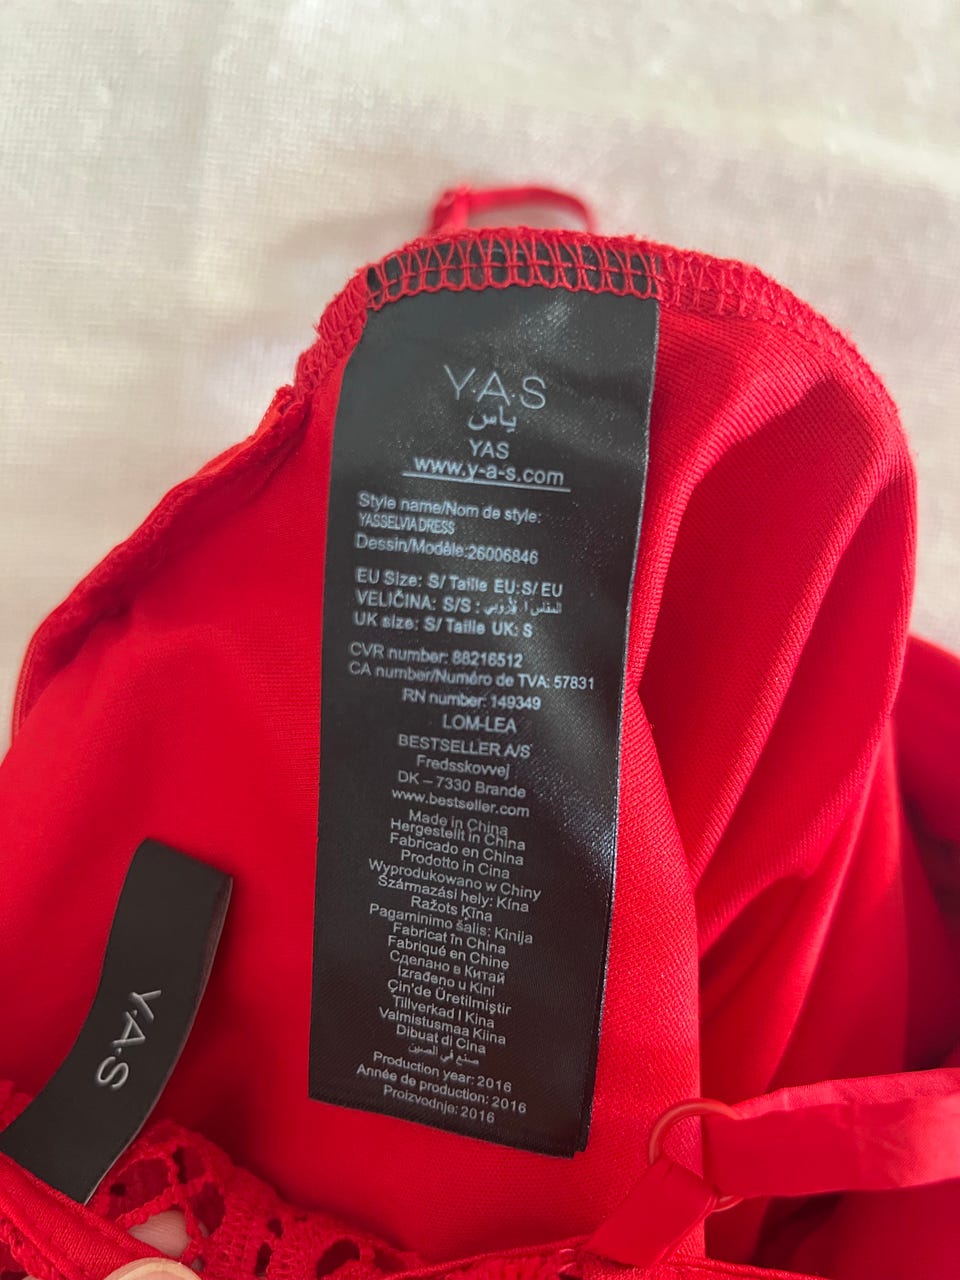 Y.A.S
ياس
YAS
www.y-a-s.com
Style name/Nom de style:
YASSELVIA DRESS
Dessin/Modèle:26006846
EU Size: S/ Taille EU: S/ EU
VELIČINA: S/S : المقاس الأوروبي
UK size: S/ Taille UK: S
CVR number: 88216512
CA number/Numéro de TVA: 57831
RN number: 149349
LOM-LEA
BESTSELLER A/S
Fredsskovvej
DK – 7330 Brande
www.bestseller.com
Made in China
Hergestellt in China
Fabricado en China
Prodotto in Cina
Wyprodukowano w Chiny
Származási hely: Kína
Ražots Ķīna
Pagaminimo šalis: Kinija
Fabricat în China
Fabriqué en Chine
Сделано в Китай
Izrađeno u Kini
Çin'de Üretilmiştir
Tillverkad I Kina
Valmistusmaa Kiina
Dibuat di Cina
صنع في الصين
Production year: 2016
Année de production: 2016
Proizvodnje: 2016
Y.A.S